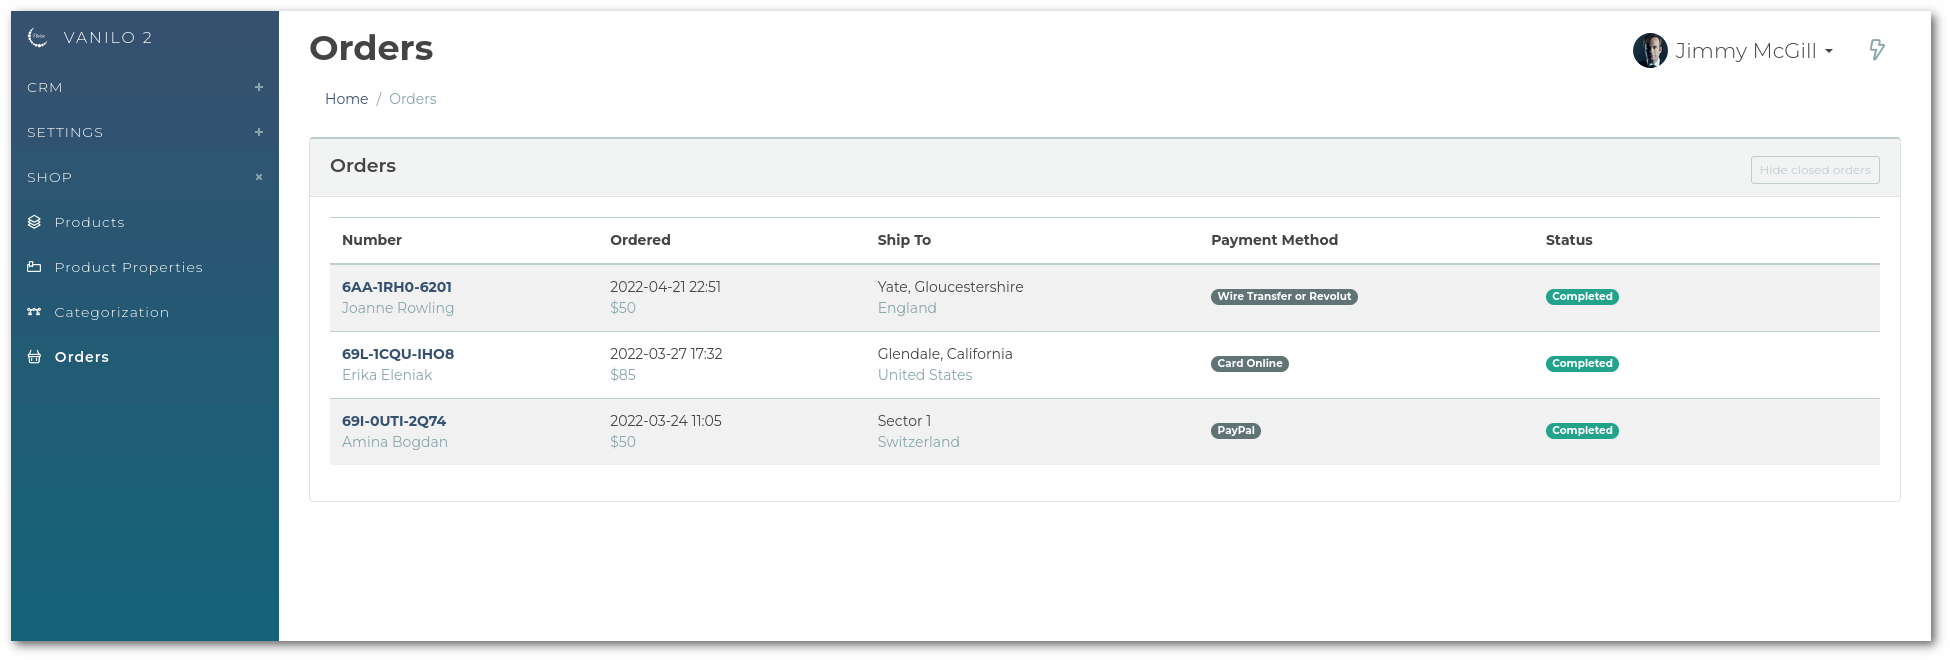 VANILO 2
CRM
SETTINGS
SHOP
Products
Product Properties
Categorization
Orders
Orders
Jimmy McGill
Home / Orders
Orders
Hide closed orders
Number Ordered Ship To Payment Method Status
6AA-1RH0-6201 2022-04-21 22:51 Yate, Gloucestershire Wire Transfer or Revolut Completed
Joanne Rowling $50 England
69L-1CQU-IHO8 2022-03-27 17:32 Glendale, California Card Online Completed
Erika Eleniak $85 United States
69I-0UTI-2Q74 2022-03-24 11:05 Sector 1 PayPal Completed
Amina Bogdan $50 Switzerland